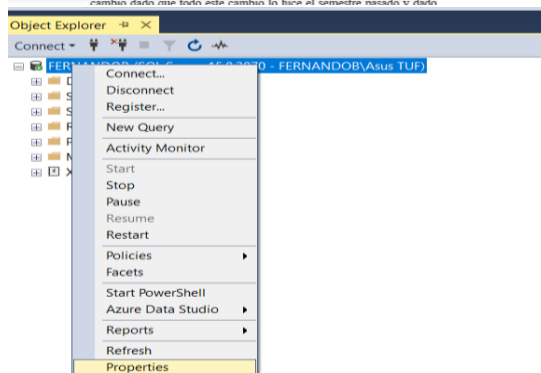 cambio dado que todo este cambio lo hice el semestre pasado y dado
Object Explorer
Connect
FERNANDOB 15.0.2070 - FERNANDOB\Asus TUF)
Connect...
D
Disconnect
S
Register...
S
R
New Query
P
Activity Monitor
M
X
Start
Stop
Pause
Resume
Restart
Policies
Facets
Start PowerShell
Azure Data Studio
Reports
Refresh
Properties